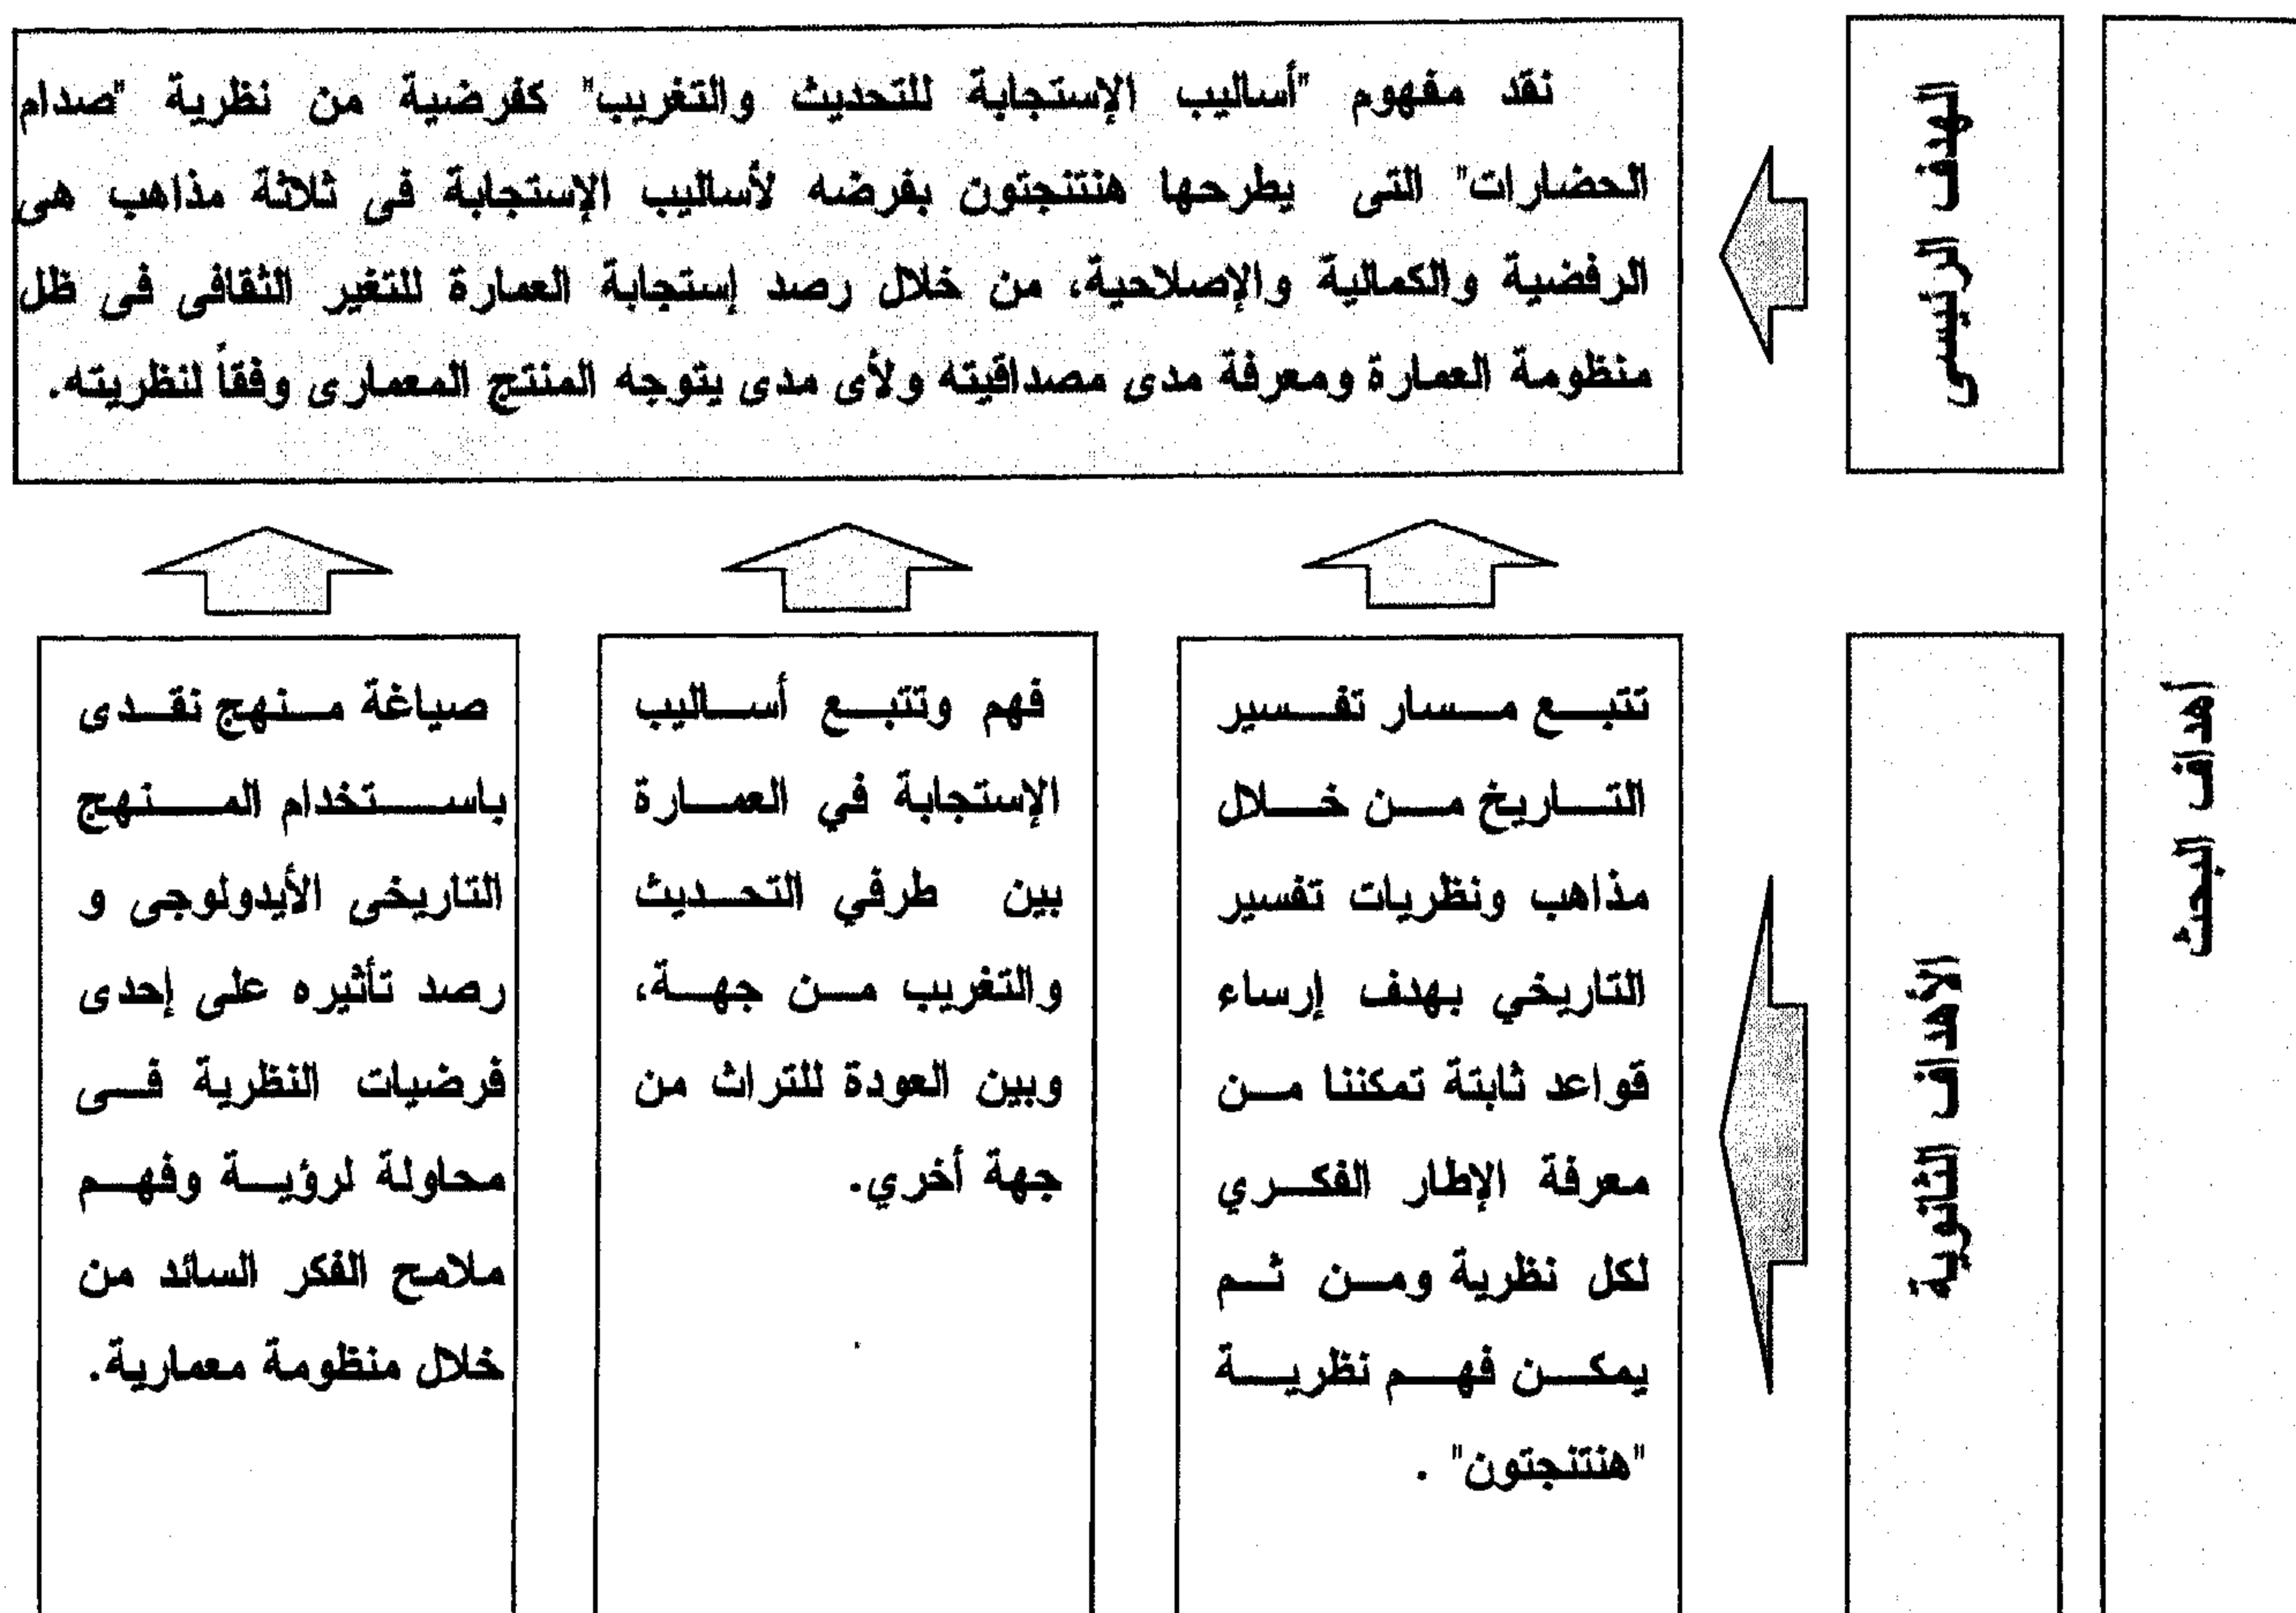 أهداف البحث
الهدف الرئيسى
نقد مفهوم "أساليب الإستجابة للتحديث والتغريب" كفرضية من نظرية "صدام
الحضارات" التى يطرحها هنتنجتون بفرضه لأساليب الإستجابة فى ثلاثة مذاهب هى
الرفضية والكمالية والإصلاحية، من خلال رصد إستجابة العمارة للتغير الثقافى فى ظل
منظومة العمارة ومعرفة مدى مصداقيته ولأى مدى يتوجه المنتج المعمارى وفقاً لنظريته.
الأهداف الثانوية
تتبع مسار تفسير
التاريخ من خلال
مذاهب ونظريات تفسير
التاريخي بهدف إرساء
قواعد ثابتة تمكننا من
معرفة الإطار الفكري
لكل نظرية ومن ثم
يمكن فهم نظرية
"هنتنجتون" .
فهم وتتبع أساليب
الإستجابة في العمارة
بين طرفي التحديث
والتغريب من جهة،
وبين العودة للتراث من
جهة أخري.
صياغة منهج نقدى
باستخدام المنهج
التاريخى الأيدولوجى و
رصد تأثيره على إحدى
فرضيات النظرية فى
محاولة لرؤية وفهم
ملامح الفكر السائد من
خلال منظومة معمارية.